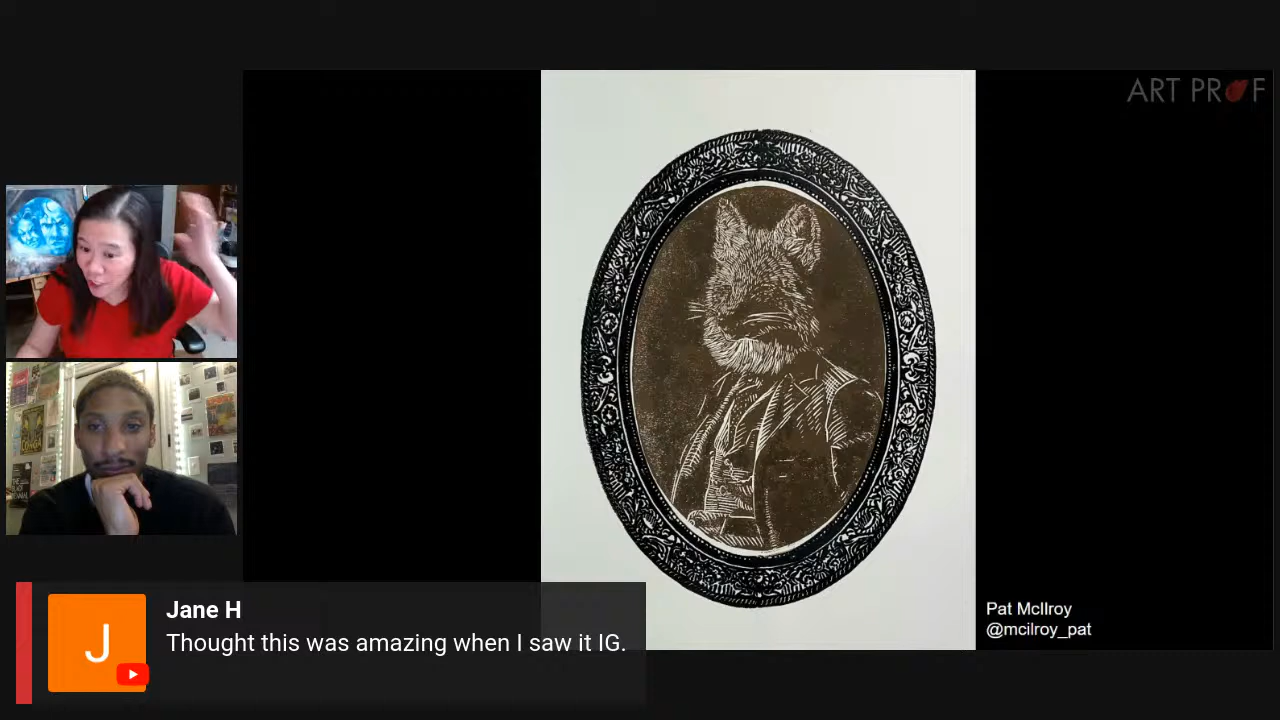 ART PROF
Jane H
Thought this was amazing when I saw it IG.
J
Pat McIlroy
@mcilroy_pat